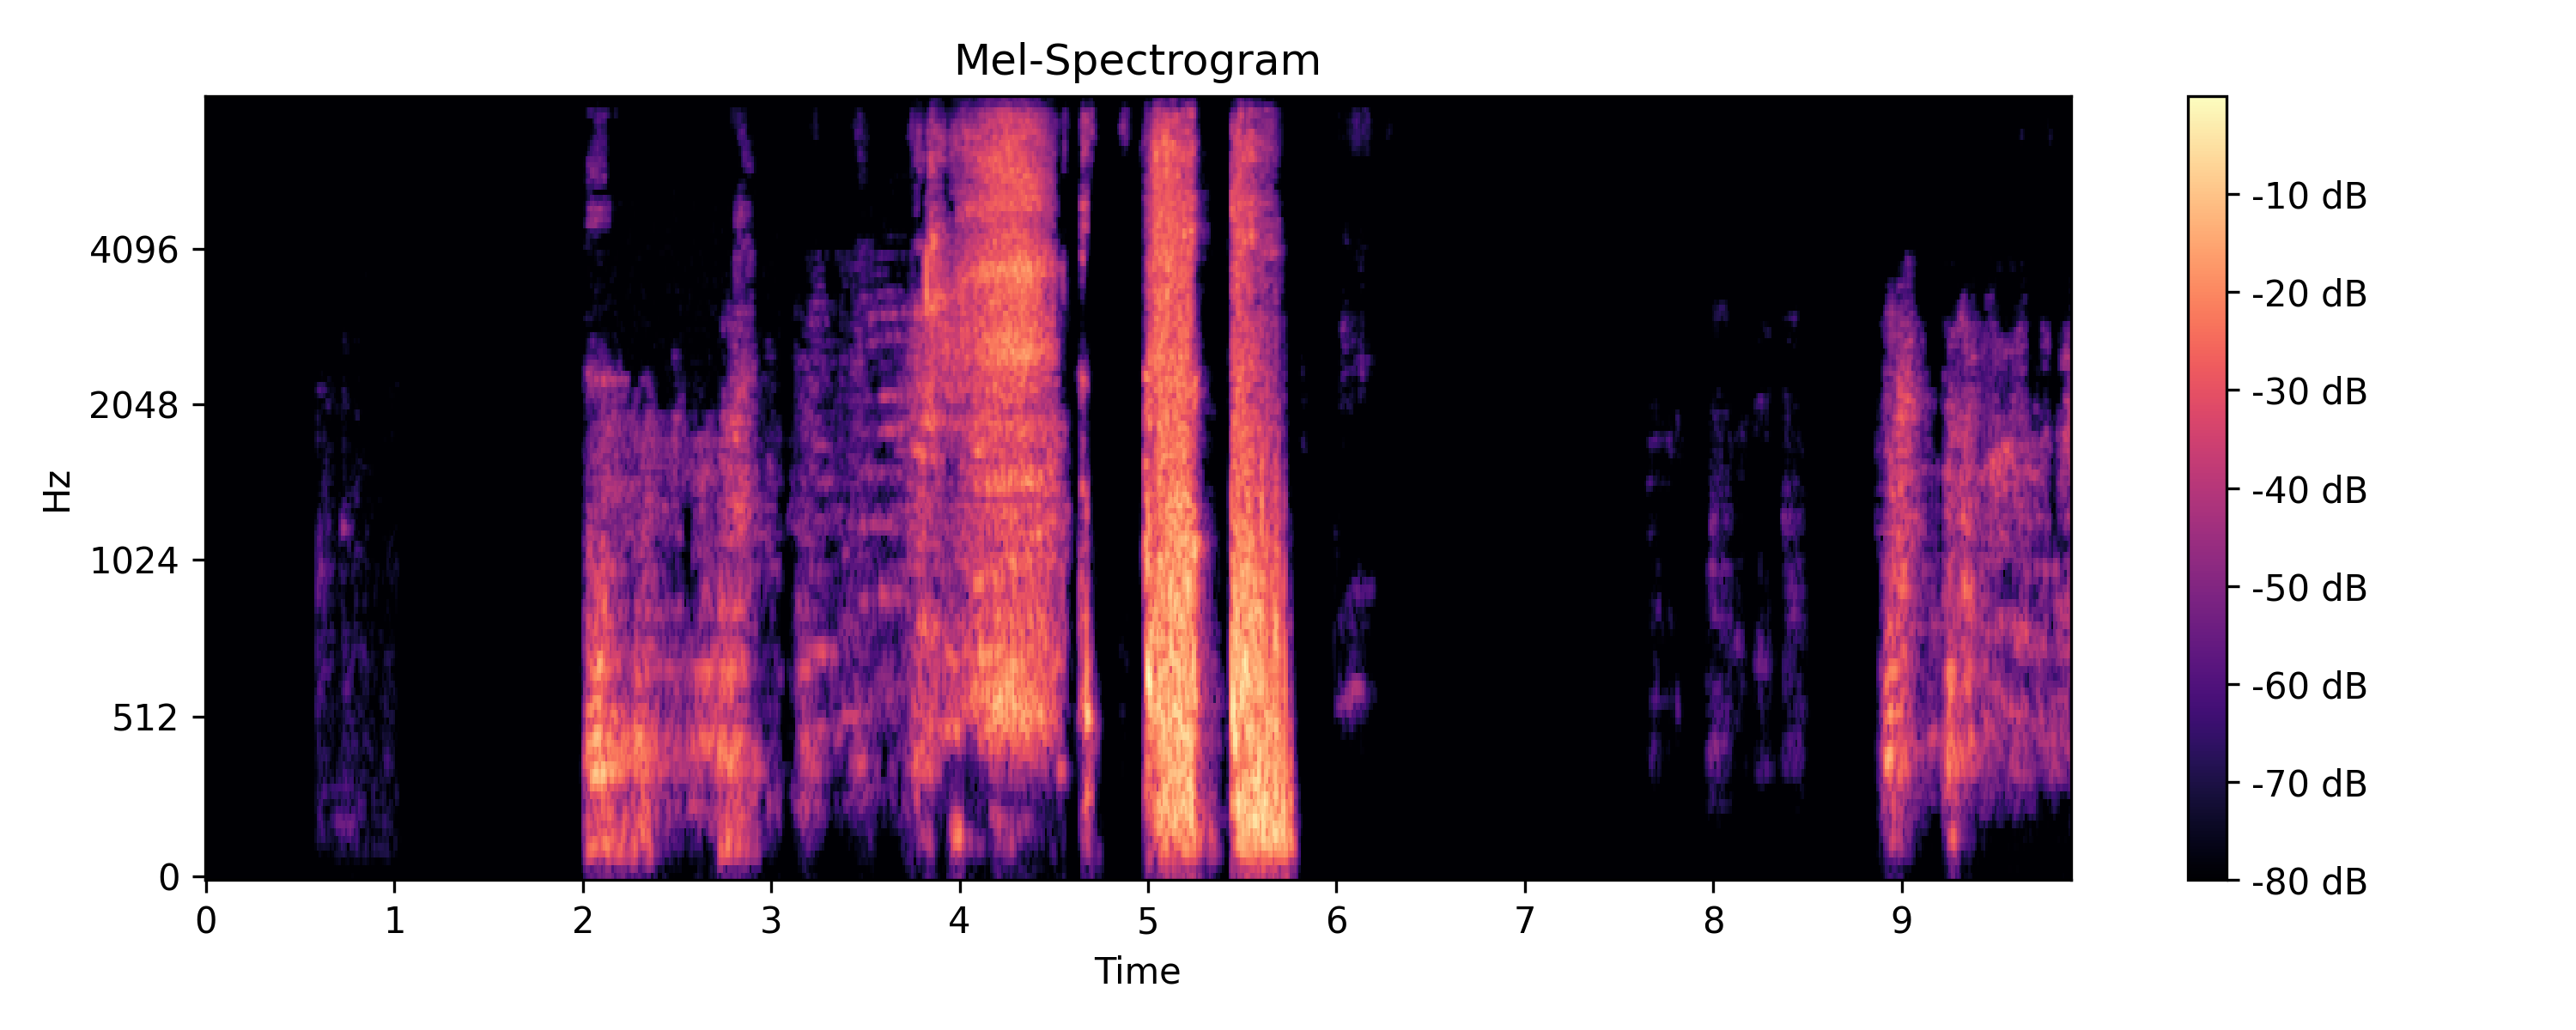 Mel-Spectrogram
Hz
4096
2048
1024
512
0
0 1 2 3 4 5 6 7 8 9
Time
-10 dB
-20 dB
-30 dB
-40 dB
-50 dB
-60 dB
-70 dB
-80 dB